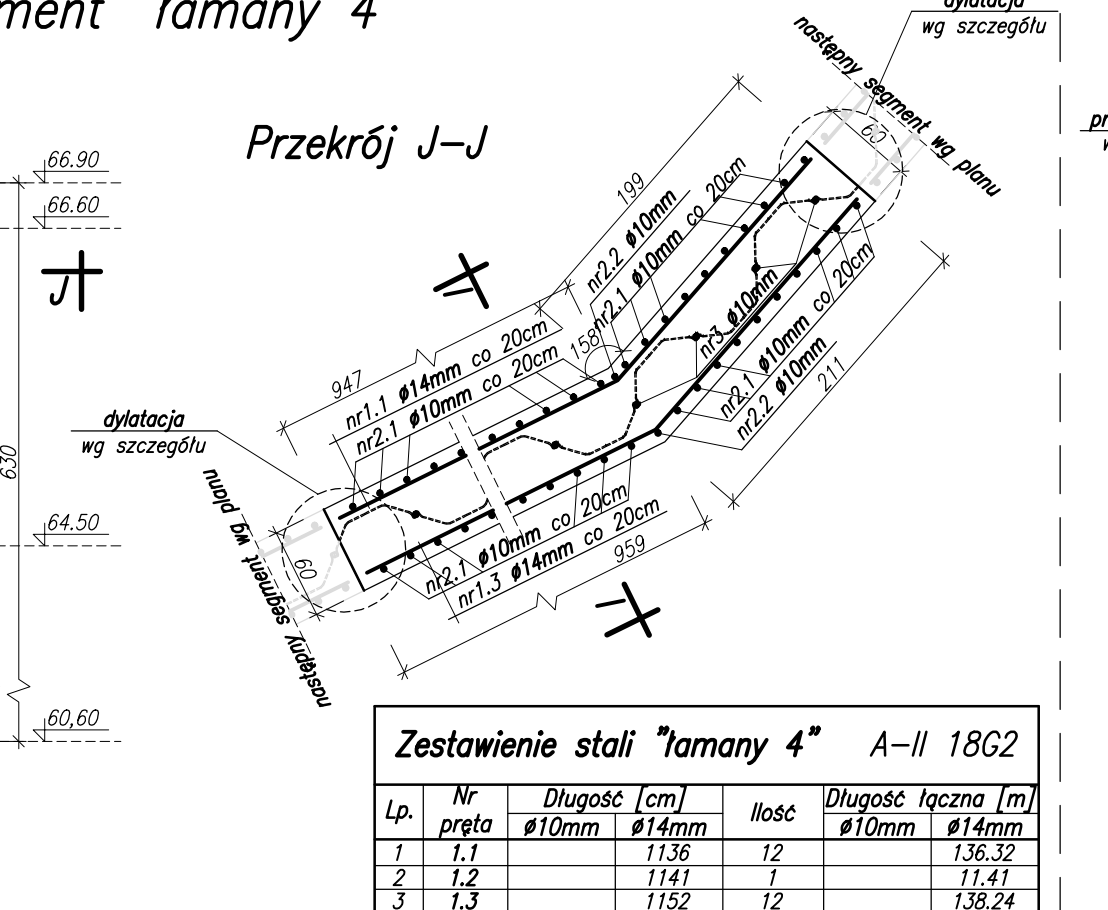 ment łamany 4
Przekrój J-J
dylatacja
wg szczegółu
następny segment wg planu
60
pr
w
66.90
66.60
J
630
64.50
60,60
199
nr2.2 ø10mm
nr2.1 ø10mm co 20cm
158
947
nr1.1 ø14mm co 20cm
nr2.1 ø10mm co 20cm
nr3 ø10mm
nr2.1 ø10mm co 20cm
nr2.2 ø10mm
211
dylatacja
wg szczegółu
następny segment wg planu
60
nr2.1 ø10mm co 20cm
nr1.3 ø14mm co 20cm
959
Zestawienie stali "łamany 4" A-II 18G2
Lp. Nr pręta Długość [cm] Ilość Długość łączna [m]
ø10mm ø14mm ø10mm ø14mm
1 1.1 1136 12 136.32
2 1.2 1141 1 11.41
3 1.3 1152 12 138.24